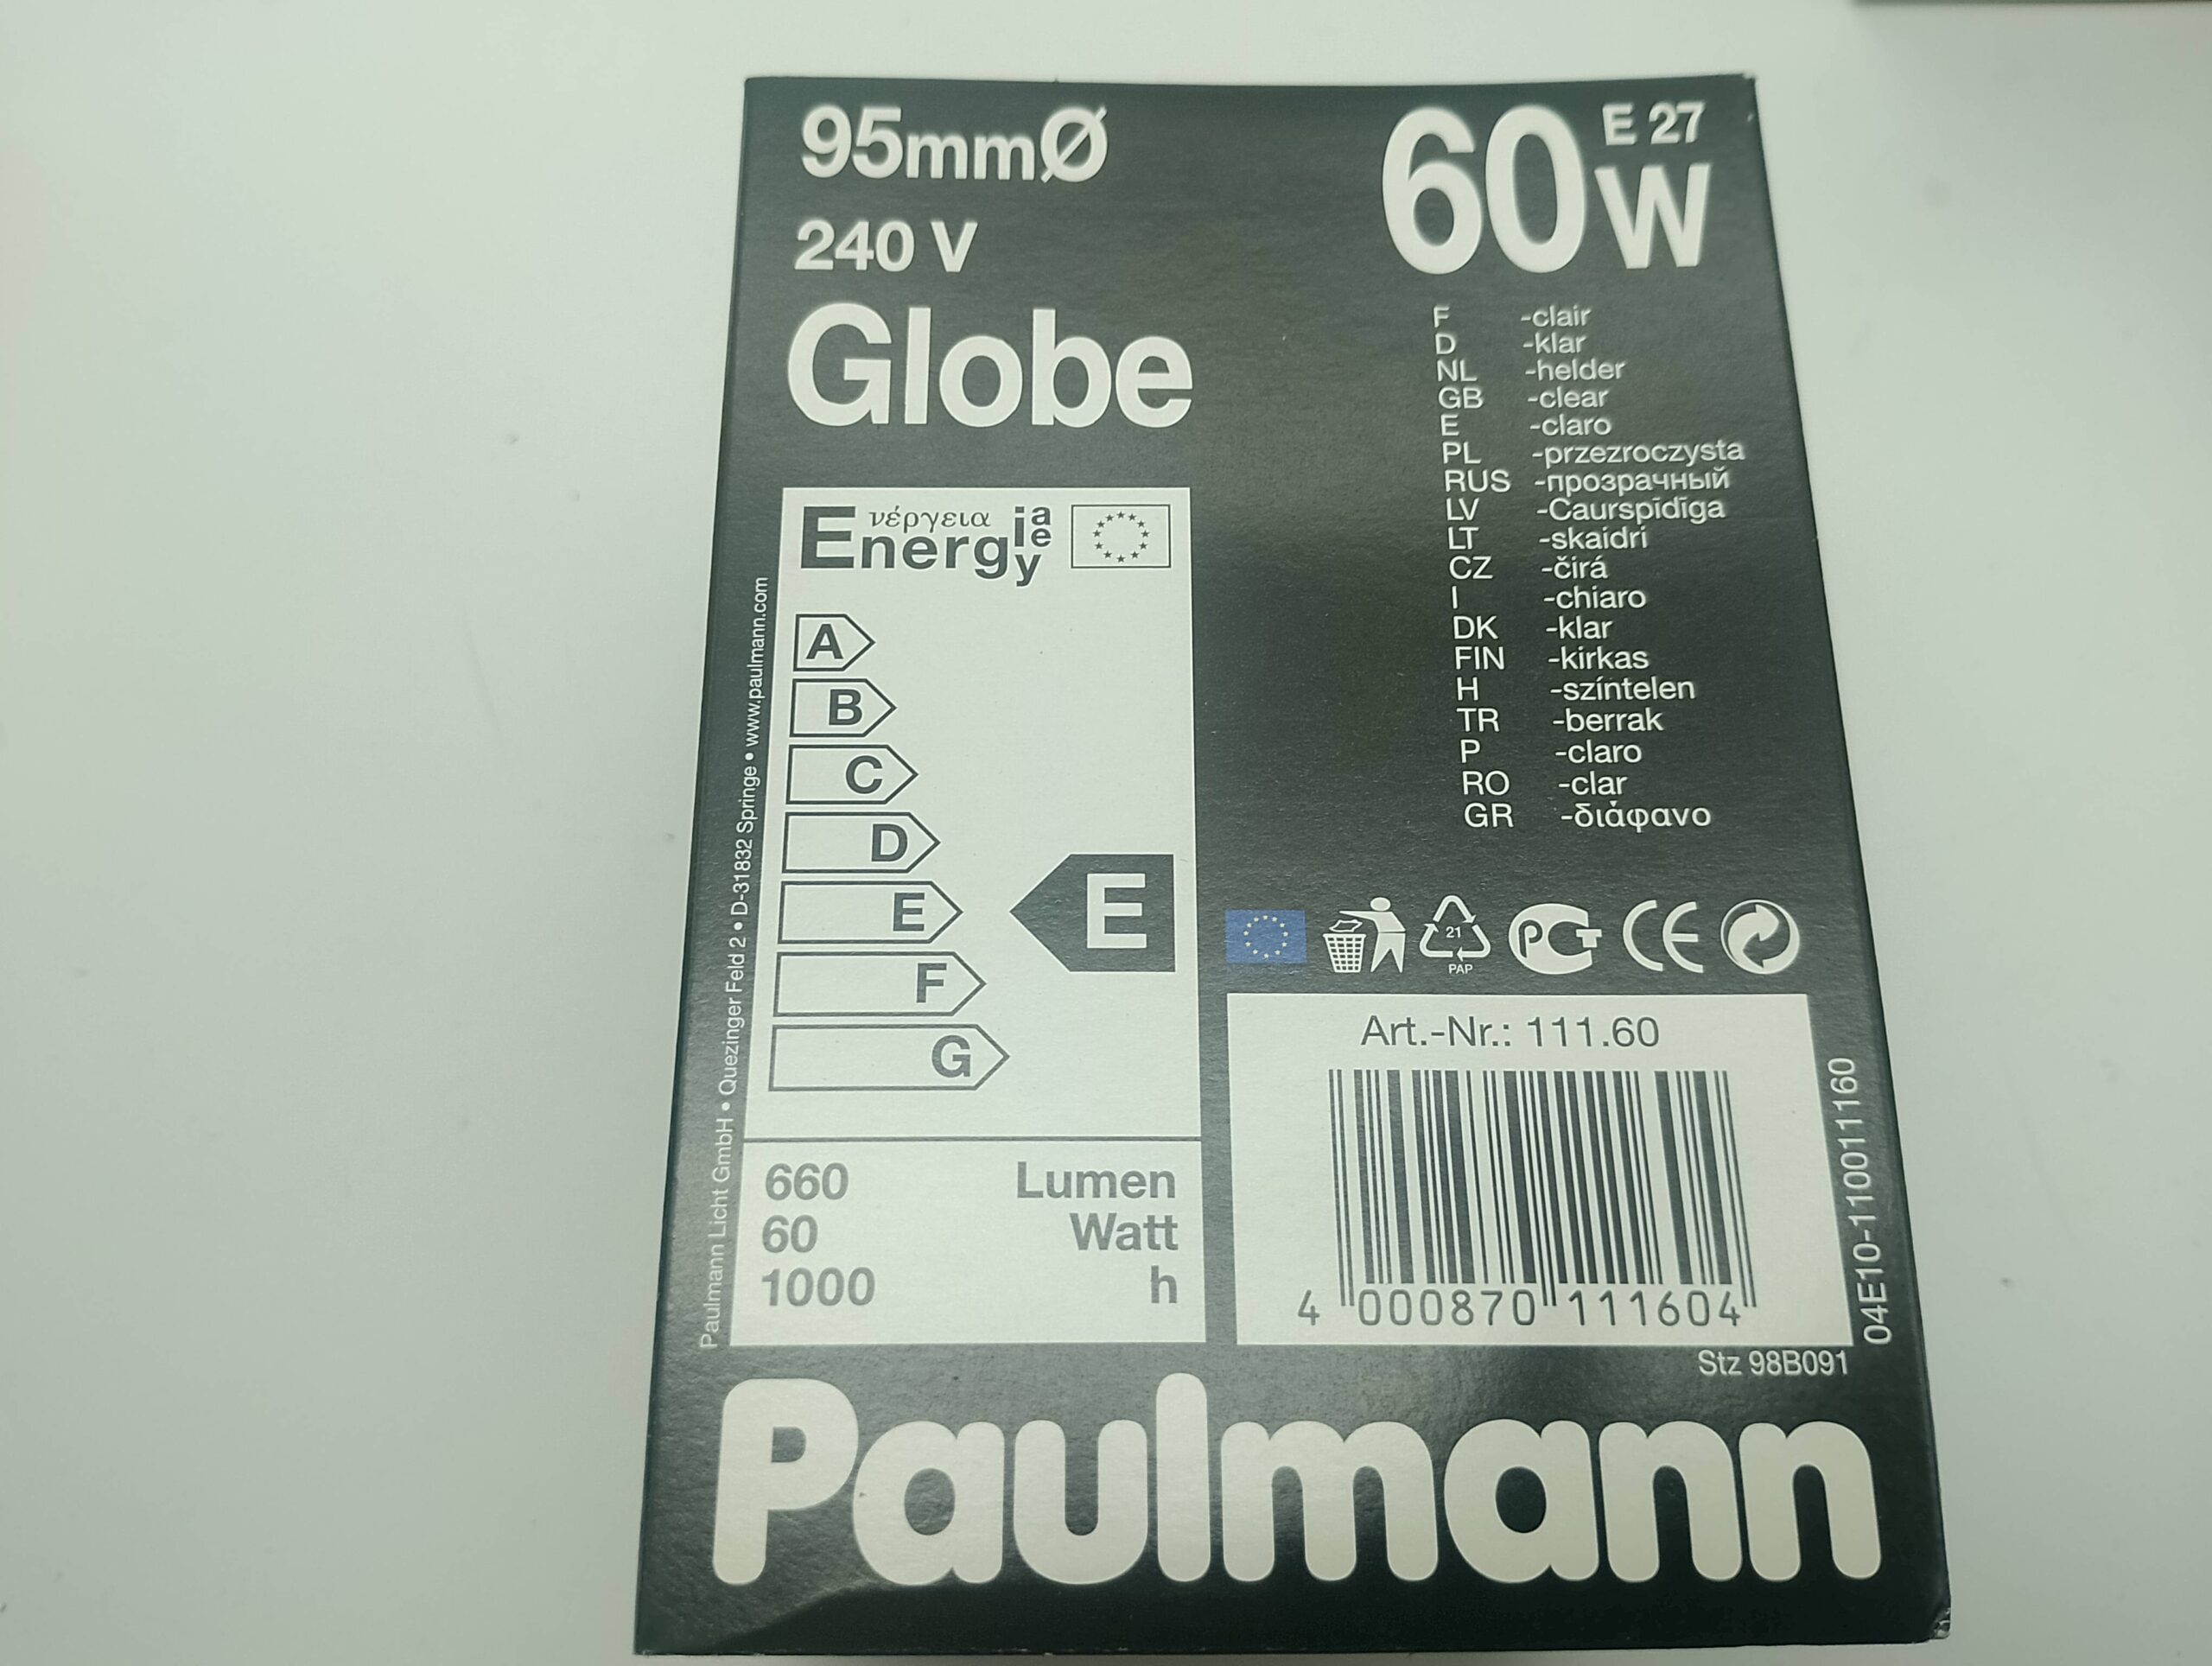 95mmØ
240 V
Globe
60W
E 27
F -clair
D -klar
NL -helder
GB -clear
E -claro
PL -przezroczysta
RUS -прозрачный
LV -Caurspīdīga
LT -skaidri
CZ -čirá
I -chiaro
DK -klar
FIN -kirkas
H -színtelen
TR -berrak
P -claro
RO -clar
GR -διάφανο
Energ
νέργεια
ia
ie
y
A
B
C
D
E
F
G
E
660 Lumen
60 Watt
1000 h
Paulmann Licht GmbH • Quezinger Feld 2 • D-31832 Springe • www.paulmann.com
21
PAP
РСТ
CE
Art.-Nr.: 111.60
4 000870 111604
04E10-110011160
Stz 98B091
Paulmann